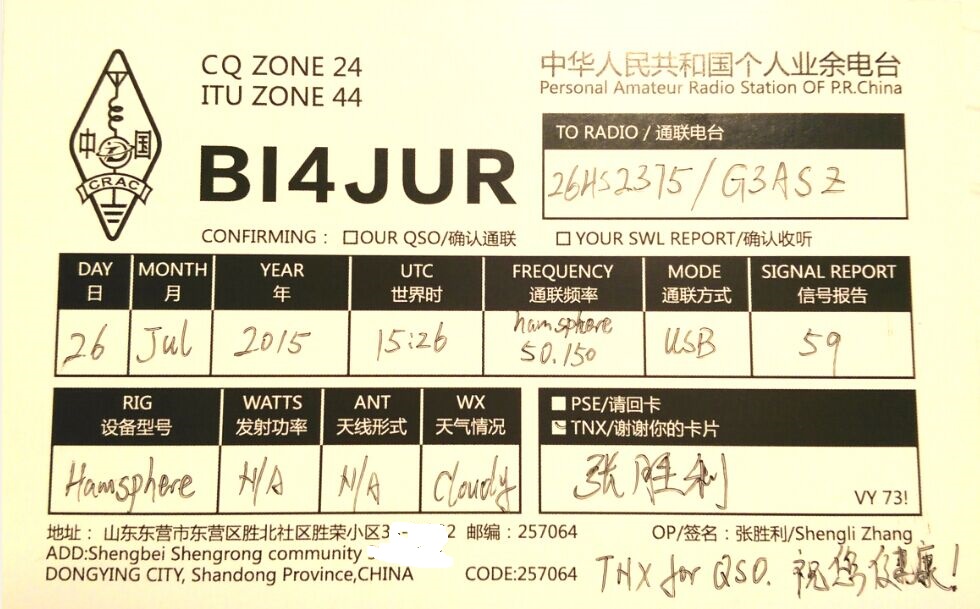 CQ ZONE 24
ITU ZONE 44
中国
CRAC
BI4JUR
中华人民共和国个人业余电台
Personal Amateur Radio Station OF P.R.China
TO RADIO / 通联电台
26HS2375/G3ASZ
CONFIRMING : OUR QSO/确认通联 YOUR SWL REPORT/确认收听
DAY MONTH YEAR UTC FREQUENCY MODE SIGNAL REPORT
日 月 年 世界时 通联频率 通联方式 信号报告
hamsphere
26 Jul 2015 15:26 50.150 USB 59
RIG WATTS ANT WX
设备型号 发射功率 天线形式 天气情况
Hamsphere N/A N/A Cloudy
PSE/请回卡
TNX/谢谢你的卡片
张胜利
VY 73!
地址： 山东东营市东营区胜北社区胜荣小区3 2 邮编：257064
ADD:Shengbei Shengrong community
DONGYING CITY, Shandong Province,CHINA CODE:257064
OP/签名：张胜利/Shengli Zhang
TNX for QSO. 祝您健康!